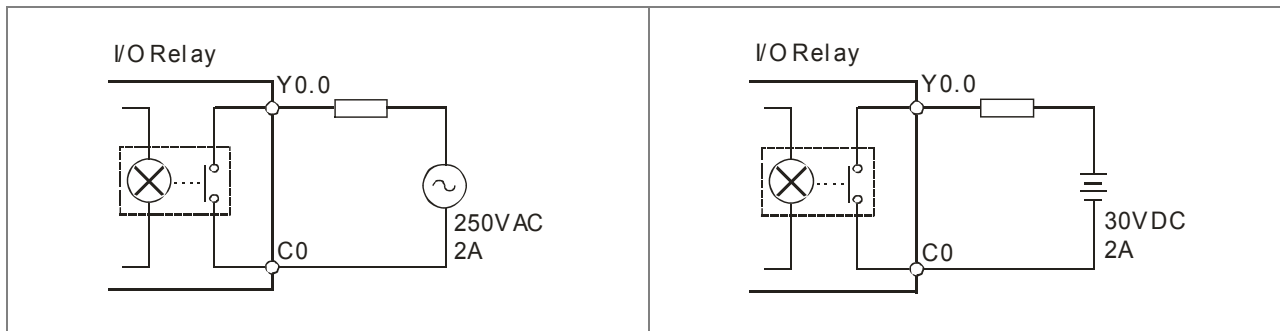 I/O Relay
Y0.0
250VAC
2A
C0
I/O Relay
Y0.0
30VDC
2A
C0